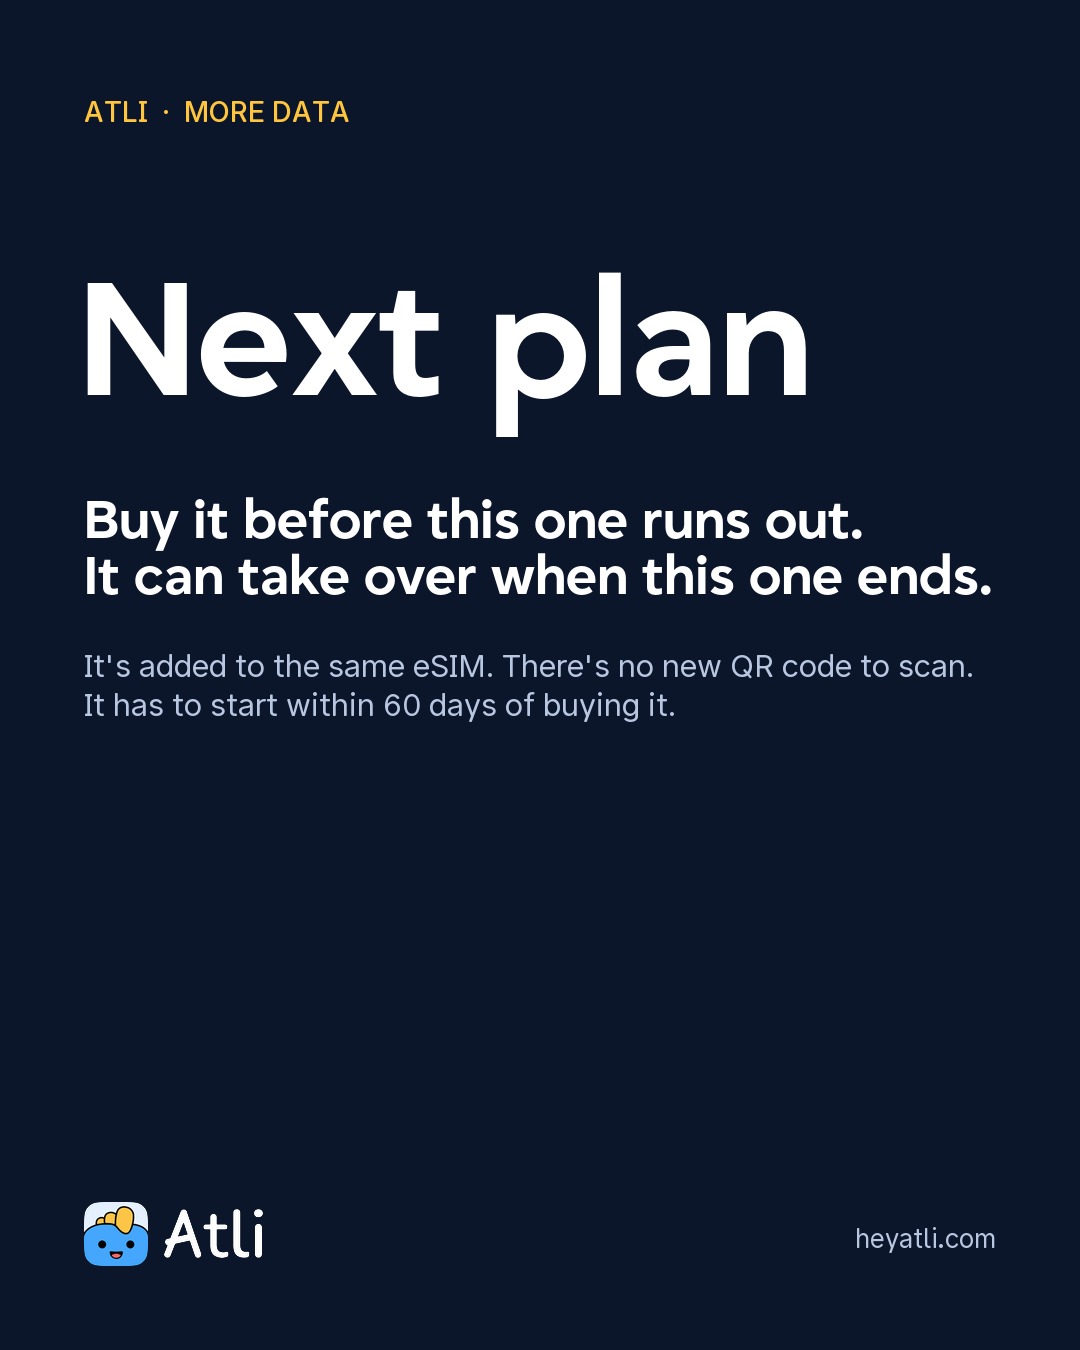 ATLI · MORE DATA
Next plan
Buy it before this one runs out.
It can take over when this one ends.
It's added to the same eSIM. There's no new QR code to scan.
It has to start within 60 days of buying it.
Atli
heyatli.com